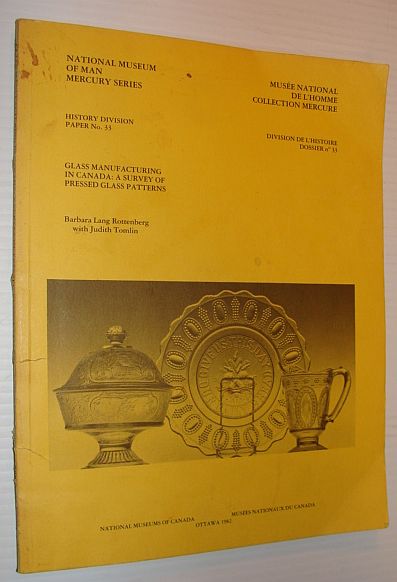 NATIONAL MUSEUM
OF MAN
MERCURY SERIES
MUSÉE NATIONAL
DE L'HOMME
COLLECTION MERCURE
HISTORY DIVISION
PAPER No. 33
DIVISION DE L'HISTOIRE
DOSSIER n° 33
GLASS MANUFACTURING
IN CANADA: A SURVEY OF
PRESSED GLASS PATTERNS
Barbara Lang Rottenberg
with Judith Tomlin
NATIONAL MUSEUMS OF CANADA
MUSÉES NATIONAUX DU CANADA
OTTAWA 1982